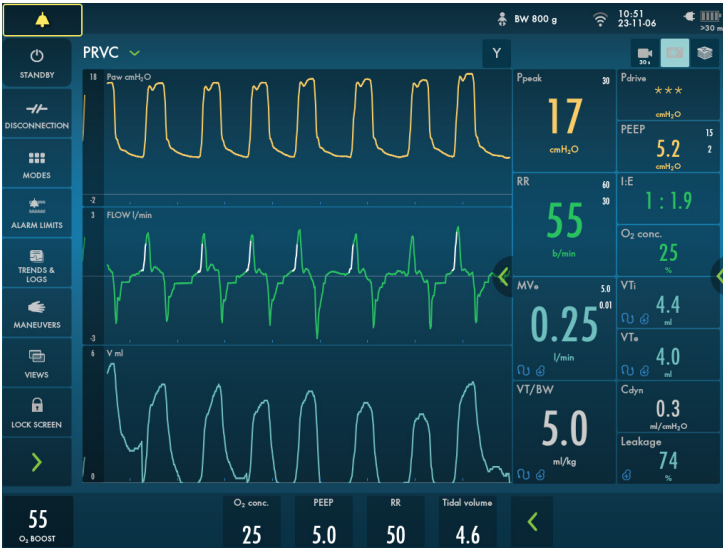 BW 800 g
10:51
23-11-06
>30 m
STANDBY
DISCONNECTION
MODES
ALARM LIMITS
TRENDS &
LOGS
MANEUVERS
VIEWS
LOCK SCREEN
55
O₂ BOOST
PRVC
Y
30 s
18 Paw cmH₂O
-2
3 FLOW l/min
-3
6 V ml
0
Ppeak 30
17
cmH₂O
Pdrive
***
cmH₂O
PEEP 15
5.2 2
cmH₂O
RR 60
30
55
b/min
I:E
1 : 1.9
O₂ conc.
25
%
MVe 5.0
0.01
0.25
l/min
VTi
4.4
ml
VTe
4.0
ml
VT/BW
5.0
ml/kg
Cdyn
0.3
ml/cmH₂O
Leakage
74
%
O₂ conc.
25
PEEP
5.0
RR
50
Tidal volume
4.6